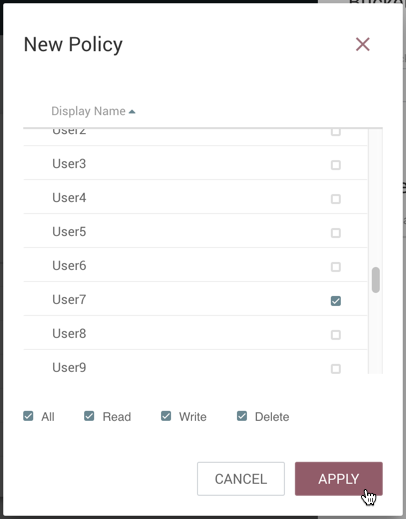 New Policy
Display Name
User2
User3
User4
User5
User6
User7
User8
User9
All Read Write Delete
CANCEL APPLY